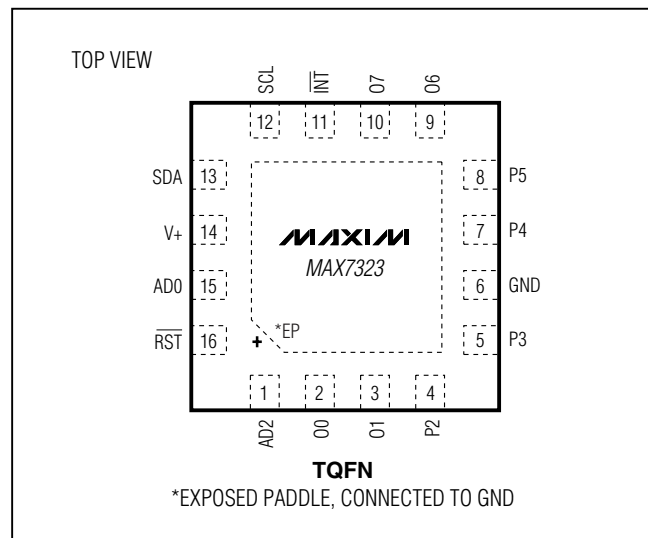 TOP VIEW
SCL
INT
O7
O6
12
11
10
9
SDA
13
8
P5
V+
14
MAXIM
7
P4
MAX7323
AD0
15
6
GND
RST
16
+
*EP
5
P3
1
2
3
4
AD2
O0
O1
P2
TQFN
*EXPOSED PADDLE, CONNECTED TO GND